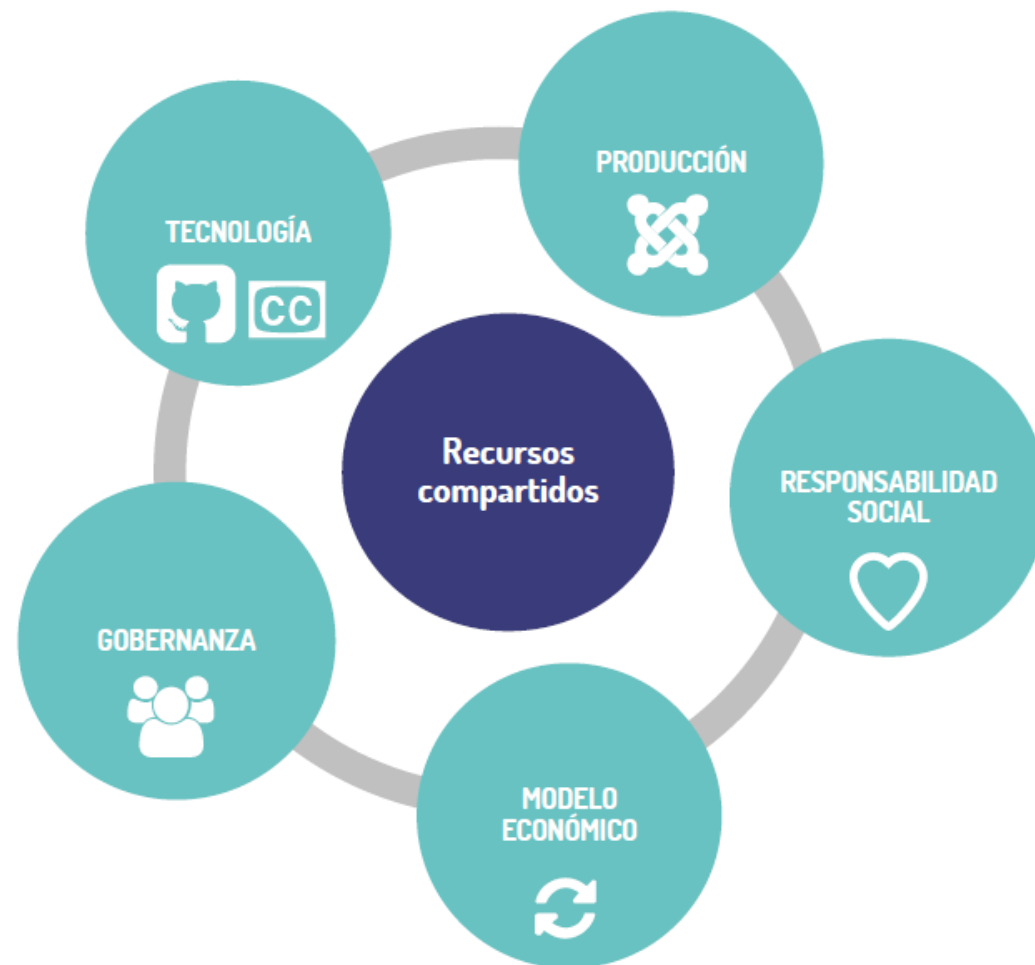 PRODUCCIÓN
TECNOLOGÍA
CC
Recursos
compartidos
RESPONSABILIDAD
SOCIAL
GOBERNANZA
MODELO
ECONÓMICO